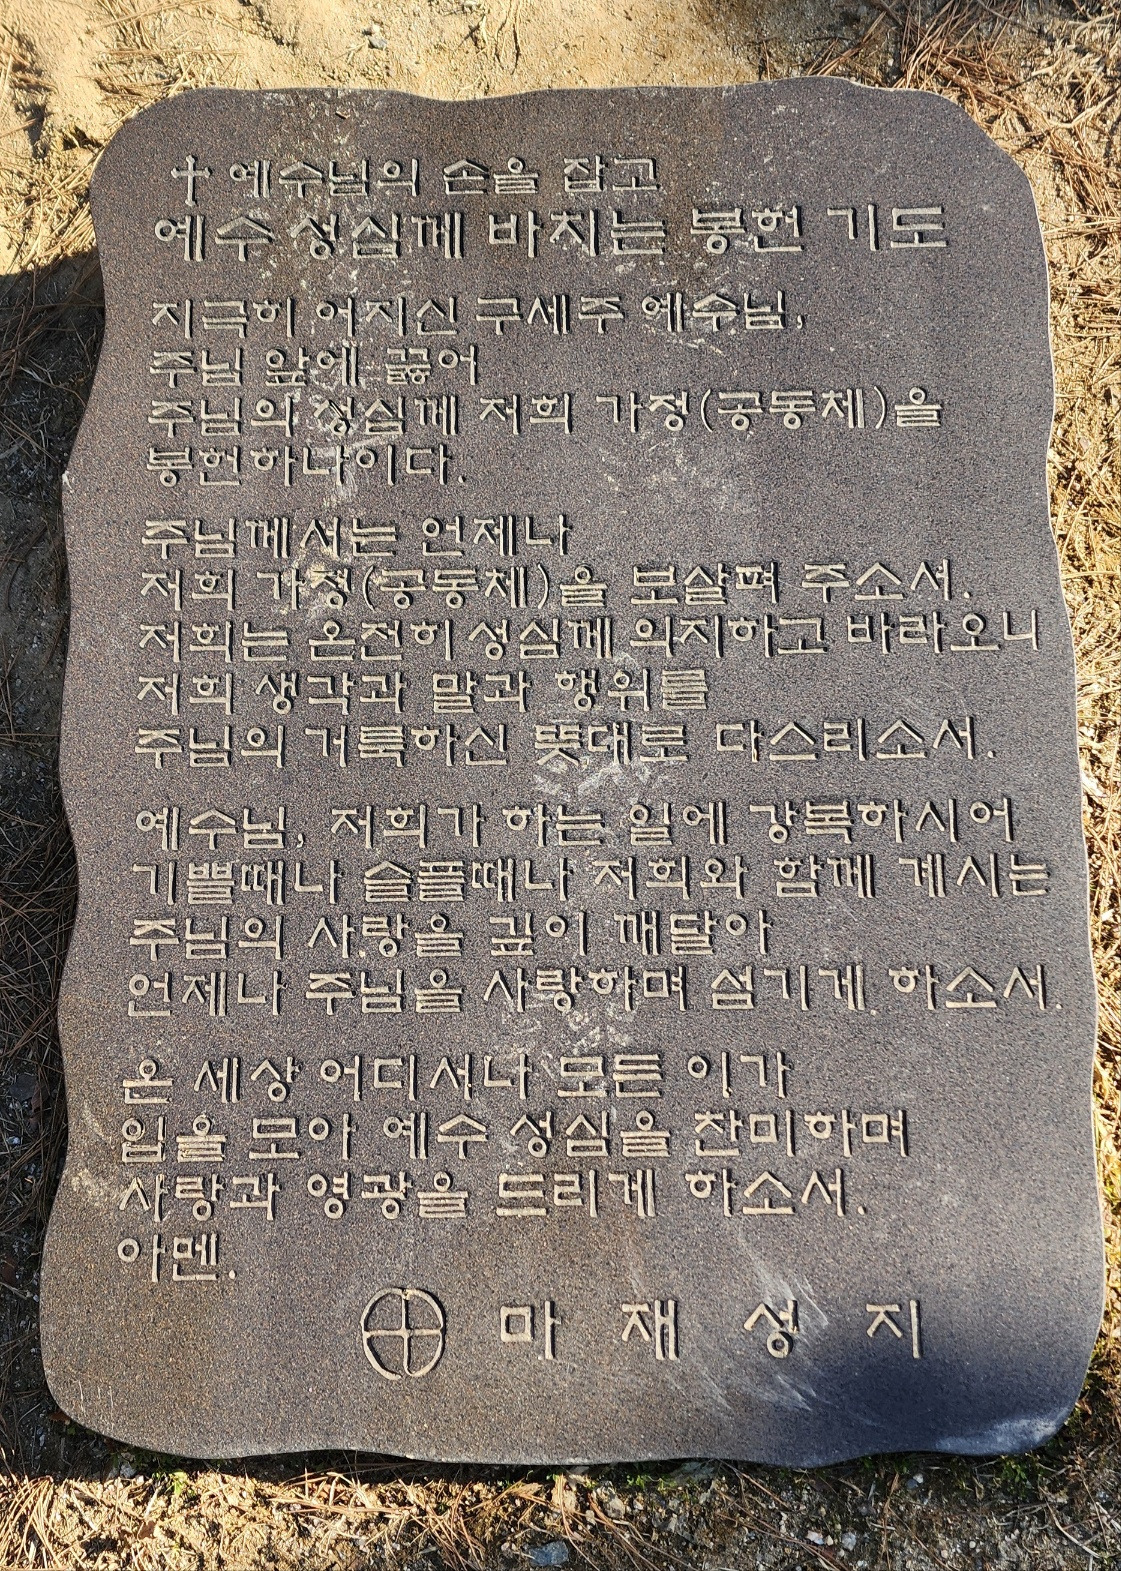 ✝ 예수님의 손을 잡고
예수 성심께 바치는 봉헌 기도
지극히 어지신 구세주 예수님,
주님 앞에 꿇어
주님의 성심께 저희 가정(공동체)을
봉헌하나이다.
주님께서는 언제나
저희 가정(공동체)을 보살펴 주소서.
저희는 온전히 성심께 의지하고 바라오니
저희 생각과 말과 행위를
주님의 거룩하신 뜻대로 다스리소서.
예수님, 저희가 하는 일에 강복하시어
기쁠때나 슬플때나 저희와 함께 계시는
주님의 사랑을 깊이 깨달아
언제나 주님을 사랑하며 섬기게 하소서.
온 세상 어디서나 모든 이가
입을 모아 예수 성심을 찬미하며
사랑과 영광을 드리게 하소서.
아멘.
마재성지